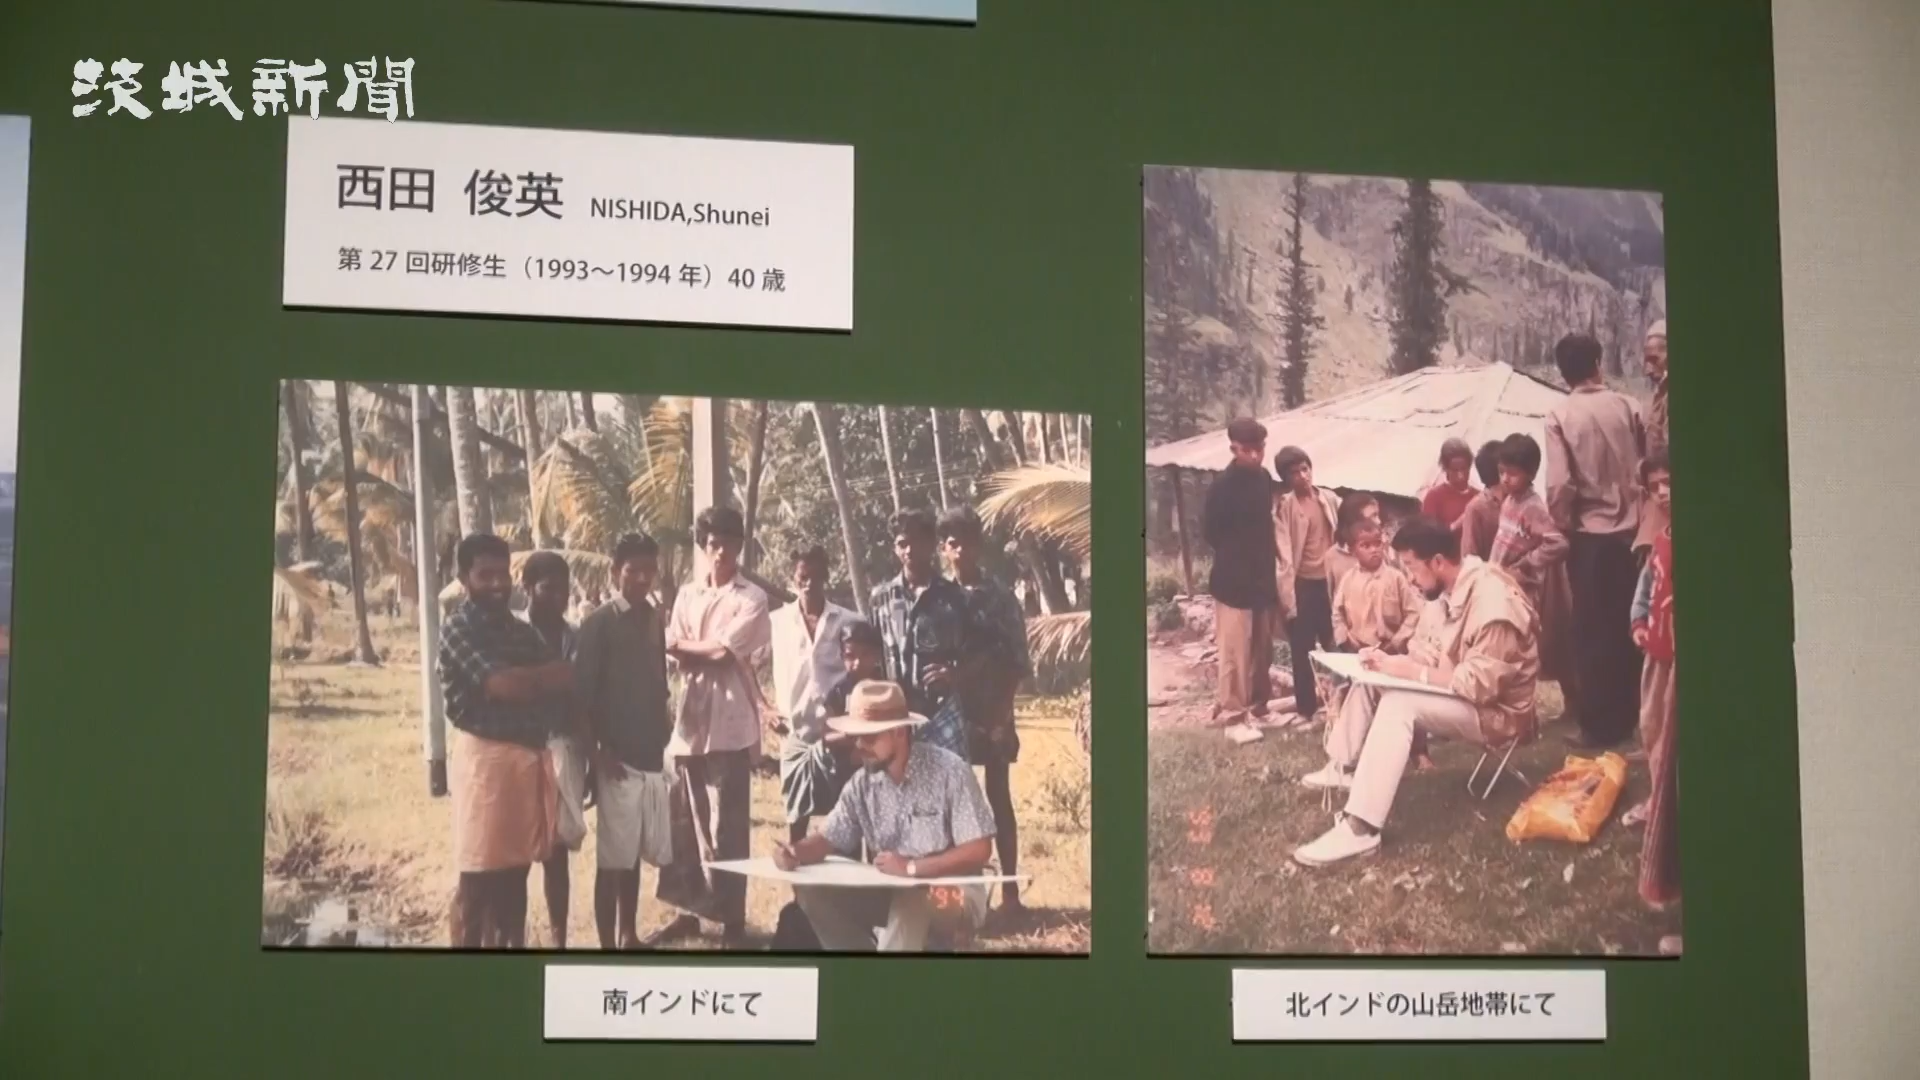 茨城新聞
西田 俊英 NISHIDA,Shunei
第 27 回研修生（1993～1994 年）40 歳
'94
南インドにて
北インドの山岳地帯にて